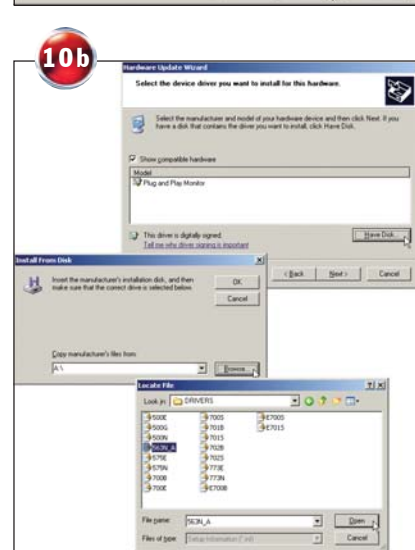 10b
Hardware Update Wizard
Select the device driver you want to install for this hardware.
Select the manufacturer and model of your hardware device and then click Next. If you
have a disk that contains the driver you want to install, click Have Disk.
Show compatible hardware
Model
Plug and Play Monitor
This driver is digitally signed.
Tell me why driver signing is important
Have Disk...
< Back
Next >
Cancel
Install From Disk
Insert the manufacturer's installation disk, and then
make sure that the correct drive is selected below.
OK
Cancel
Copy manufacturer's files from:
A:\
Browse...
Locate File
Look in:
DRIVERS
500E
500G
500N
563N_A
575E
575N
700B
700E
700S
701B
701S
702B
702S
773E
773N
E700B
E700S
E701S
File name:
563N_A
Open
Files of type:
Setup Information (*.inf)
Cancel